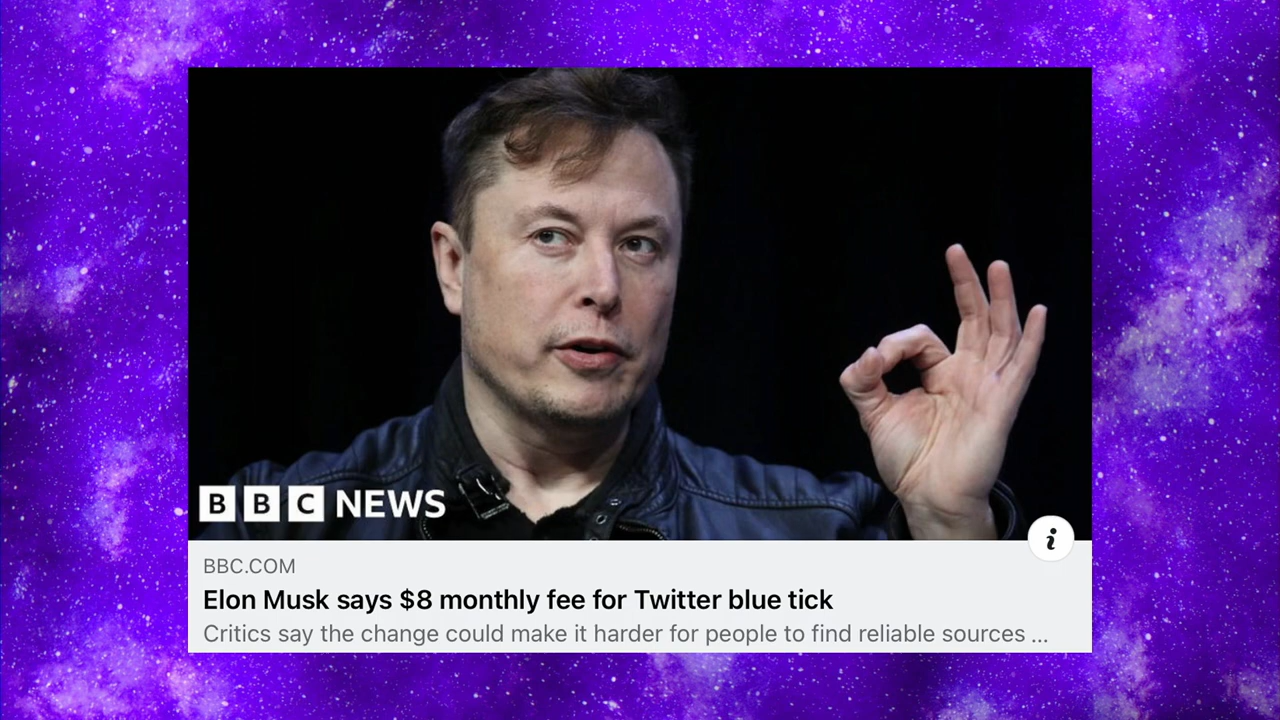 BBC NEWS
BBC.COM
Elon Musk says $8 monthly fee for Twitter blue tick
Critics say the change could make it harder for people to find reliable sources ...